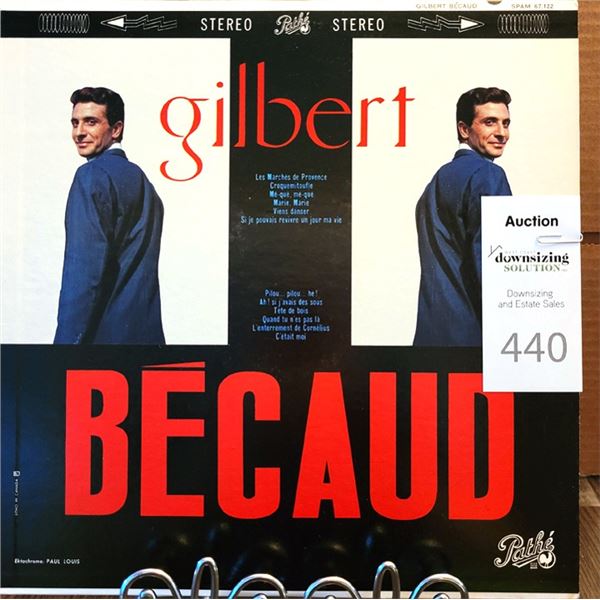 GILBERT BÉCAUD
SPAM 67.122
STEREO Pathé STEREO
gilbert
Les Marches de Provence
Croquemitoufle
Mé-qué, mé-qué
Marie, Marie
Viens danser
Si je pouvais revivre un jour ma vie
Pilou... pilou... he!
Ah! si j'avais des sous
Tête de bois
Quand tu n'es pas là
L'enterrement de Cornélius
C'était moi
BÉCAUD
Auction
downsizing
SOLUTION
Downsizing
and Estate Sales
440
LITHO IN CANADA
Ektachrome: PAUL LOUIS
Pathé